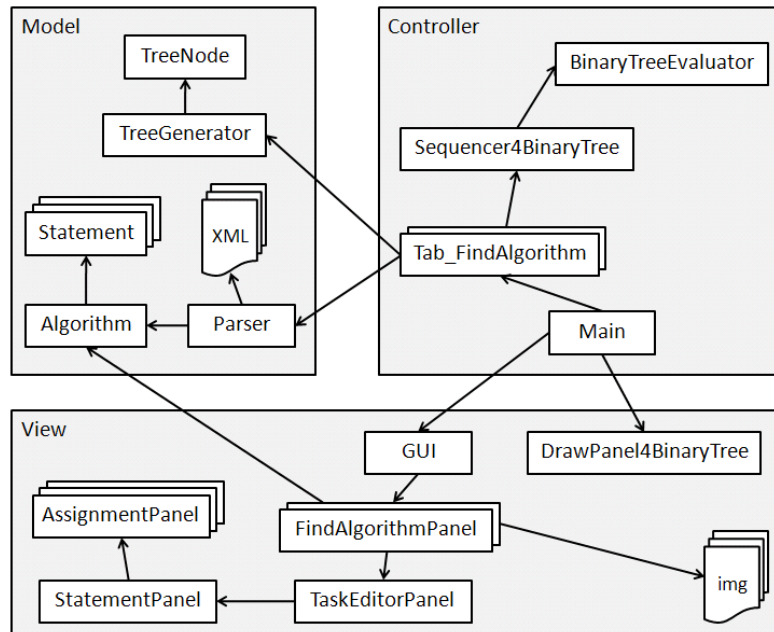 Model
TreeNode
TreeGenerator
Statement
XML
Algorithm
Parser
Controller
BinaryTreeEvaluator
Sequencer4BinaryTree
Tab_FindAlgorithm
Main
View
GUI
DrawPanel4BinaryTree
AssignmentPanel
FindAlgorithmPanel
img
StatementPanel
TaskEditorPanel